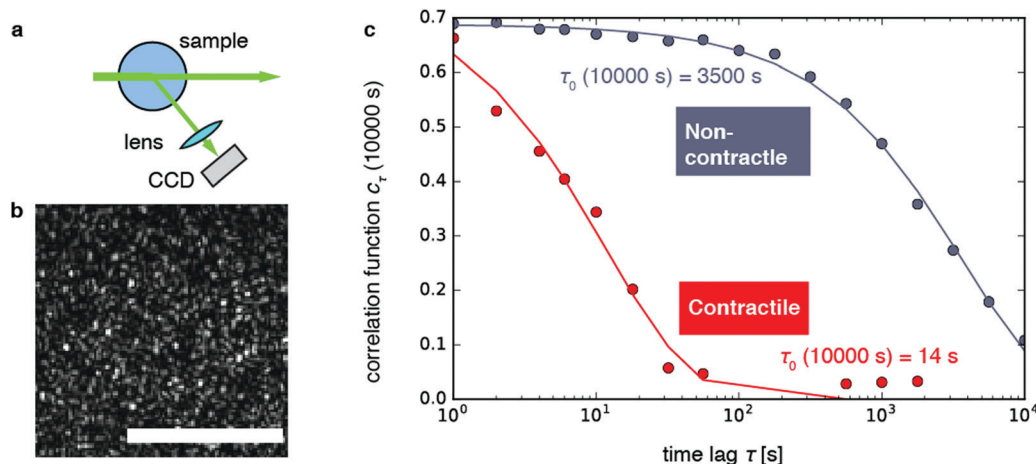 a
sample
lens
CCD
b
c
correlation function cτ (10000 s)
0.7
0.6
0.5
0.4
0.3
0.2
0.1
0.0
τ0 (10000 s) = 3500 s
Non-
contractle
Contractile
τ0 (10000 s) = 14 s
10^0
10^1
10^2
10^3
10^4
time lag τ [s]